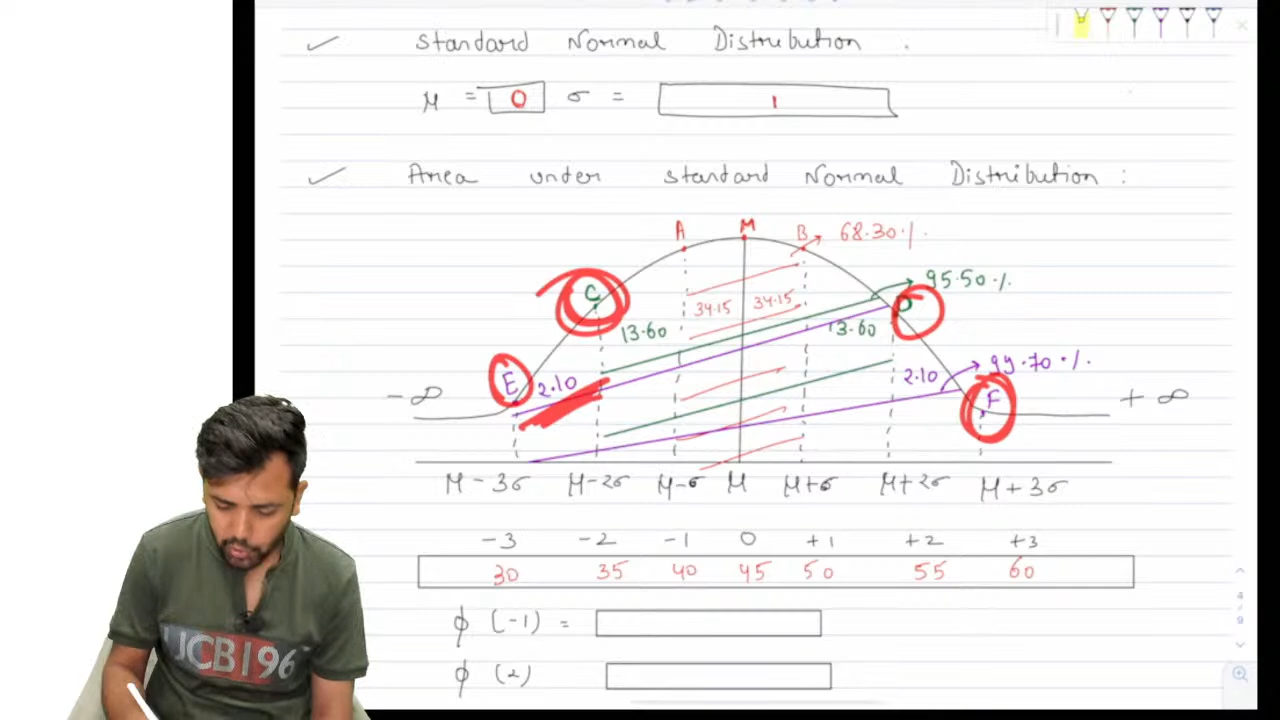 Standard Normal Distribution.
μ = 0 σ = 1
Area under standard Normal Distribution :
A M B 68.30%.
C D 95.50%.
34.15 34.15
13.60 13.60
E 2.10 2.10 99.70% F
-∞ +∞
μ-3σ μ-2σ μ-σ μ μ+σ μ+2σ μ+3σ
-3 -2 -1 0 +1 +2 +3
30 35 40 45 50 55 60
φ (-1) =
φ (2)
JCB196
4/9